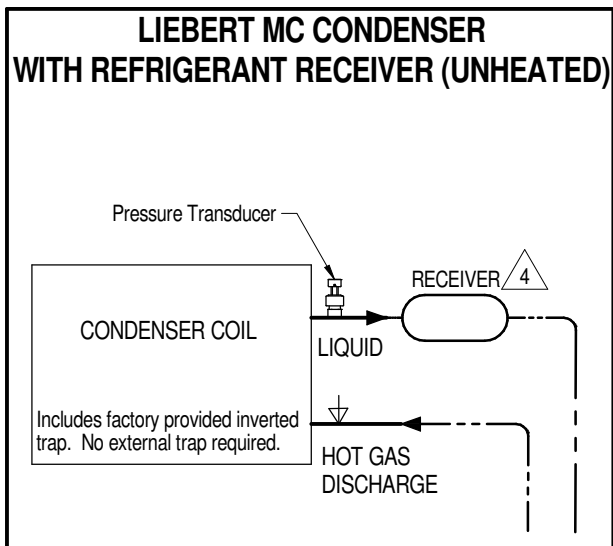 LIEBERT MC CONDENSER
WITH REFRIGERANT RECEIVER (UNHEATED)
Pressure Transducer
RECEIVER 4
CONDENSER COIL
LIQUID
Includes factory provided inverted
trap. No external trap required.
HOT GAS
DISCHARGE